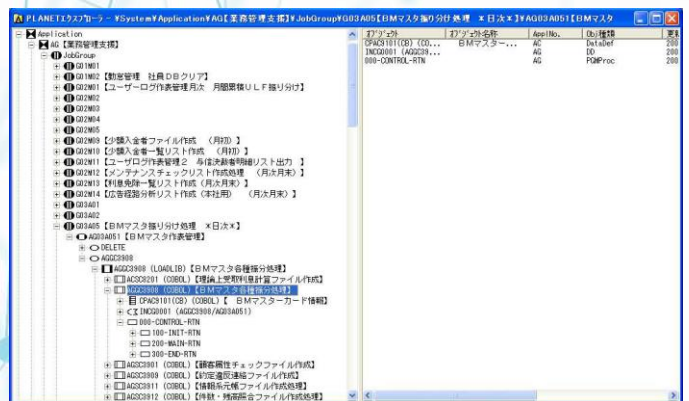 PLANETエクスプローラ - ¥System¥Application¥AG【業務管理支援】¥JobGroup¥G03A05【BMマスタ振り分け処理 *日次*】¥AG03A051【BMマスタ
Application
AG【業務管理支援】
JobGroup
G01M01
G01M02【勤怠管理 社員DBクリア】
G02M01【ユーザーログ作表管理月次 月間累積ULF振り分け】
G02M02
G02M03
G02M04
G02M05
G02M09【少額入金者ファイル作成 (月初)】
G02M10【少額入金者一覧リスト作成 (月初)】
G02M11【ユーザログ作表管理2 与信決裁者明細リスト出力 】
G02M12【メンテナンスチェックリスト作成処理 (月次月末)】
G02M13【利息免除一覧リスト作成(月次月末)】
G02M14【広告経路分析リスト作成(本社用) (月次月末)】
G03A01
G03A02
G03A05【BMマスタ振り分け処理 *日次*】
AG03A051【BMマスタ作表管理】
DELETE
AGGC3908
AGGC3908 (LOADLIB)【BMマスタ各種振分処理】
ACSC8201 (COBOL)【理論上受取利息計算ファイル作成】
AGGC3908 (COBOL)【BMマスタ各種振分処理】
CPAC9101(CB) (COBOL)【 BMマスターカード情報】
INCG0001 (AGGC3908/AG03A051)
000-CONTROL-RTN
100-INIT-RTN
200-MAIN-RTN
300-END-RTN
AGSC3901 (COBOL)【顧客属性チェックファイル作成】
AGSC3909 (COBOL)【約定違反連絡ファイル作成】
AGSC3911 (COBOL)【情報系元帳ファイル作成処理】
AGSC3912 (COBOL)【件数・残高照合ファイル作成処理】
オブジェクト オブジェクト名称 ApplNo. Obj種類 更新
CPAC9101(CB) (CO... BMマスター... AC DataDef 200
INCG0001 (AGGC39... AG DD 200
000-CONTROL-RTN AG PGMProc 200